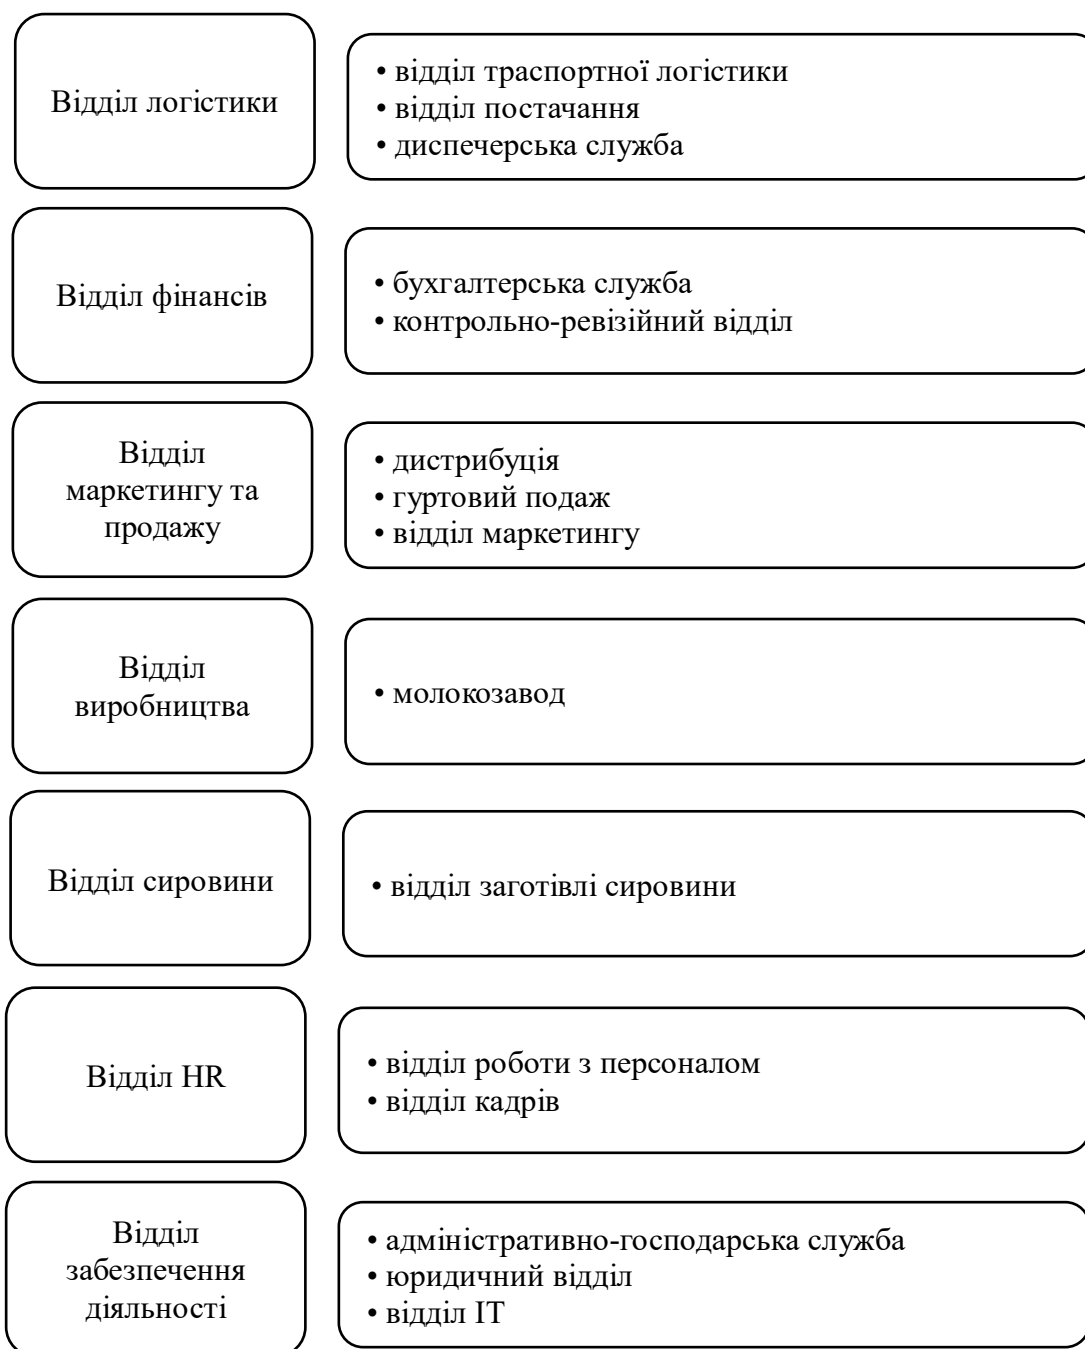 Відділ логістики
• відділ траспортної логістики
• відділ постачання
• диспечерська служба
Відділ фінансів
• бухгалтерська служба
• контрольно-ревізійний відділ
Відділ
маркетингу та
продажу
• дистрибуція
• гуртовий подаж
• відділ маркетингу
Відділ
виробництва
• молокозавод
Відділ сировини
• відділ заготівлі сировини
Відділ HR
• відділ роботи з персоналом
• відділ кадрів
Відділ
забезпечення
діяльності
• адміністративно-господарська служба
• юридичний відділ
• відділ ІТ